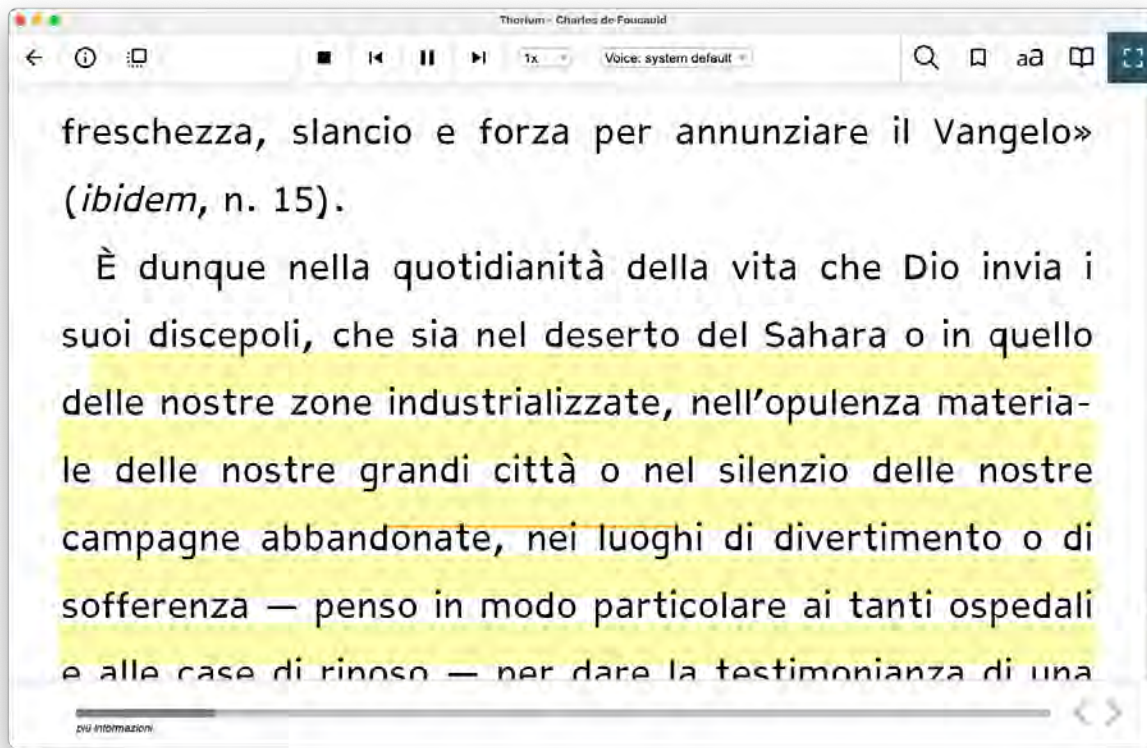 Thorium - Charles de Foucauld
1x
Voice: system default
aa
freschezza, slancio e forza per annunziare il Vangelo»
(ibidem, n. 15).
È dunque nella quotidianità della vita che Dio invia i
suoi discepoli, che sia nel deserto del Sahara o in quello
delle nostre zone industrializzate, nell’opulenza materia-
le delle nostre grandi città o nel silenzio delle nostre
campagne abbandonate, nei luoghi di divertimento o di
sofferenza — penso in modo particolare ai tanti ospedali
e alle case di riposo — per dare la testimonianza di una
più informazioni